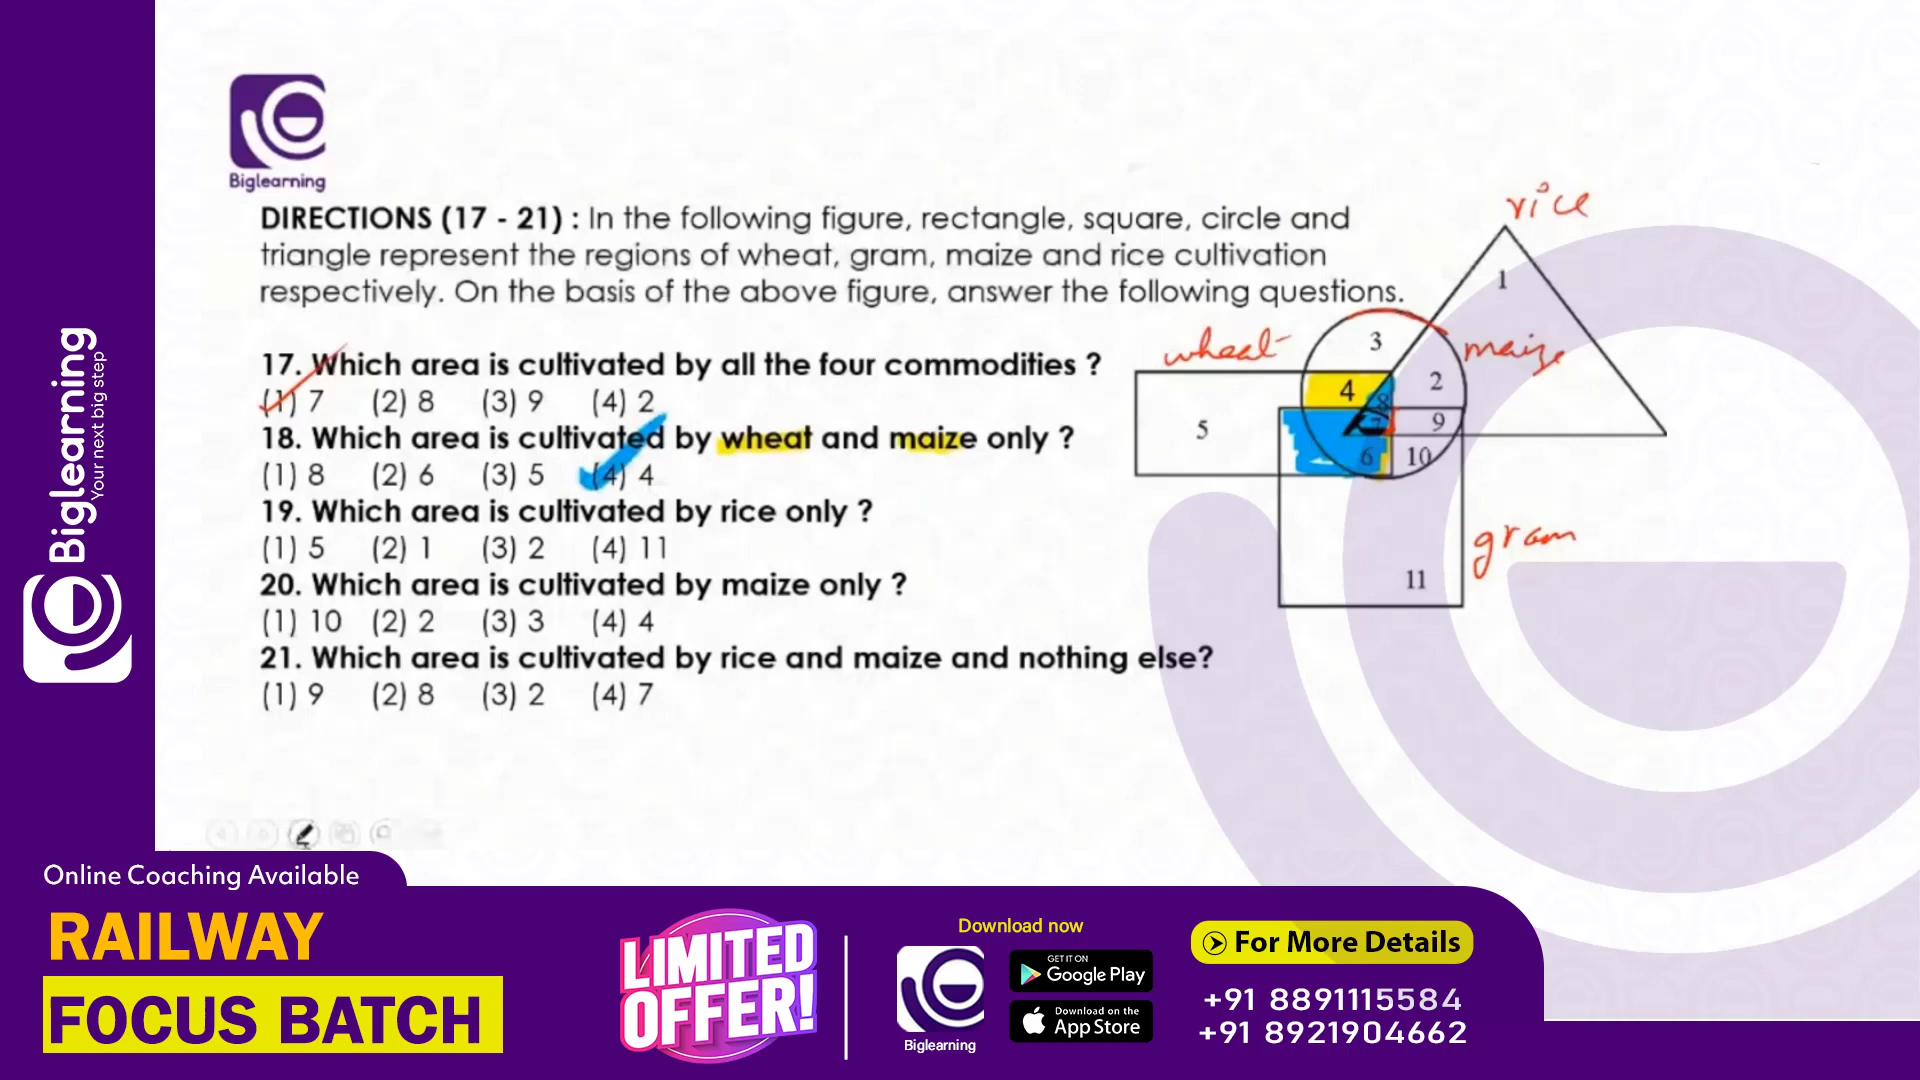 Biglearning
DIRECTIONS (17 - 21) : In the following figure, rectangle, square, circle and
triangle represent the regions of wheat, gram, maize and rice cultivation
respectively. On the basis of the above figure, answer the following questions.
17. Which area is cultivated by all the four commodities ?
(1) 7 (2) 8 (3) 9 (4) 2
18. Which area is cultivated by wheat and maize only ?
(1) 8 (2) 6 (3) 5 (4) 4
19. Which area is cultivated by rice only ?
(1) 5 (2) 1 (3) 2 (4) 11
20. Which area is cultivated by maize only ?
(1) 10 (2) 2 (3) 3 (4) 4
21. Which area is cultivated by rice and maize and nothing else?
(1) 9 (2) 8 (3) 2 (4) 7
rice
1
wheat
3
maize
4
2
8
5
7
9
6
10
gram
11
Biglearning
Your next big step
Online Coaching Available
RAILWAY
FOCUS BATCH
LIMITED
OFFER!
Download now
GET IT ON
Google Play
Download on the
App Store
Biglearning
For More Details
+91 8891115584
+91 8921904662